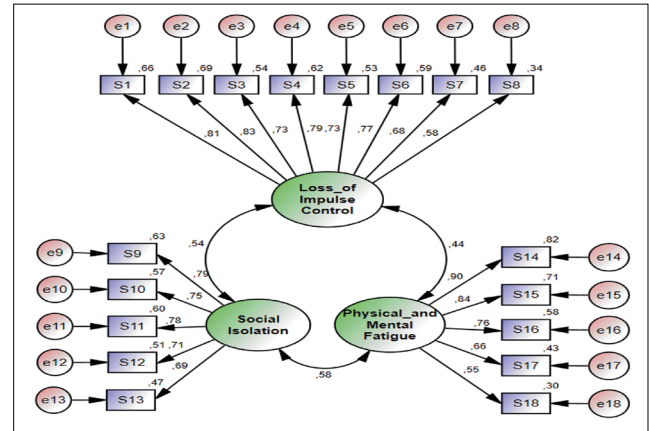 e1 e2 e3 e4 e5 e6 e7 e8
,66 ,69 ,54 ,62 ,53 ,59 ,46 ,34
S1 S2 S3 S4 S5 S6 S7 S8
,81 ,83 ,73 ,79 ,73 ,77 ,68 ,58
Loss_of
Impulse
Control
,54 ,44
,63 ,82
e9 S9 S14 e14
,79 ,90
,57 ,71
e10 S10 S15 e15
,75 ,84
,60 ,58
e11 S11 ,78 ,76 S16 e16
Social
Isolation
Physical_and
Mental
Fatigue
,51 ,71 ,66 ,43
e12 S12 S17 e17
,69 ,58 ,55
,47 ,30
e13 S13 S18 e18